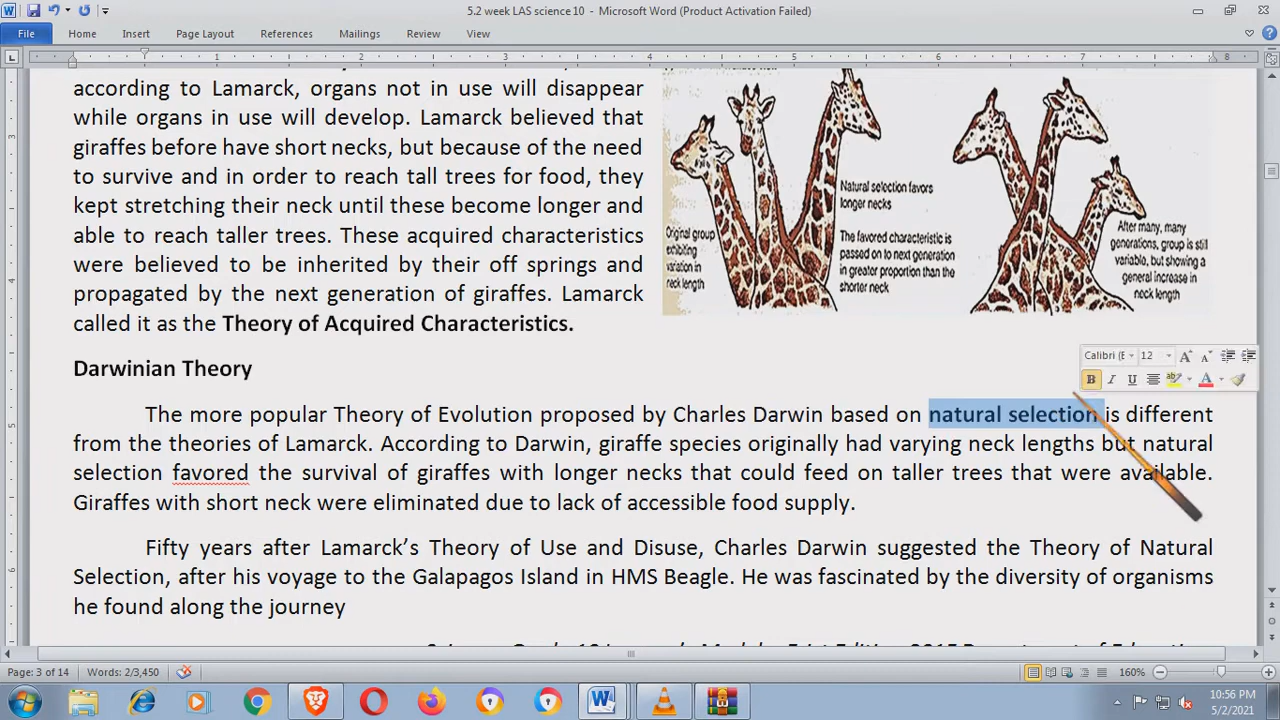 5.2 week LAS science 10 - Microsoft Word (Product Activation Failed)
File Home Insert Page Layout References Mailings Review View
1 2 3 4 5 6 7 8
according to Lamarck, organs not in use will disappear
while organs in use will develop. Lamarck believed that
giraffes before have short necks, but because of the need
to survive and in order to reach tall trees for food, they
kept stretching their neck until these become longer and
able to reach taller trees. These acquired characteristics
were believed to be inherited by their off springs and
propagated by the next generation of giraffes. Lamarck
called it as the Theory of Acquired Characteristics.
Original group
exhibiting
variation in
neck length
Natural selection favors
longer necks
The favored characteristic is
passed on to next generation
in greater proportion than the
shorter neck
After many, many
generations, group is still
variable, but showing a
general increase in
neck length
Calibri (E 12
Darwinian Theory
The more popular Theory of Evolution proposed by Charles Darwin based on natural selection is different
from the theories of Lamarck. According to Darwin, giraffe species originally had varying neck lengths but natural
selection favored the survival of giraffes with longer necks that could feed on taller trees that were available.
Giraffes with short neck were eliminated due to lack of accessible food supply.
Fifty years after Lamarck’s Theory of Use and Disuse, Charles Darwin suggested the Theory of Natural
Selection, after his voyage to the Galapagos Island in HMS Beagle. He was fascinated by the diversity of organisms
he found along the journey
Page: 3 of 14 Words: 2/3,450 160%
10:56 PM
5/2/2021